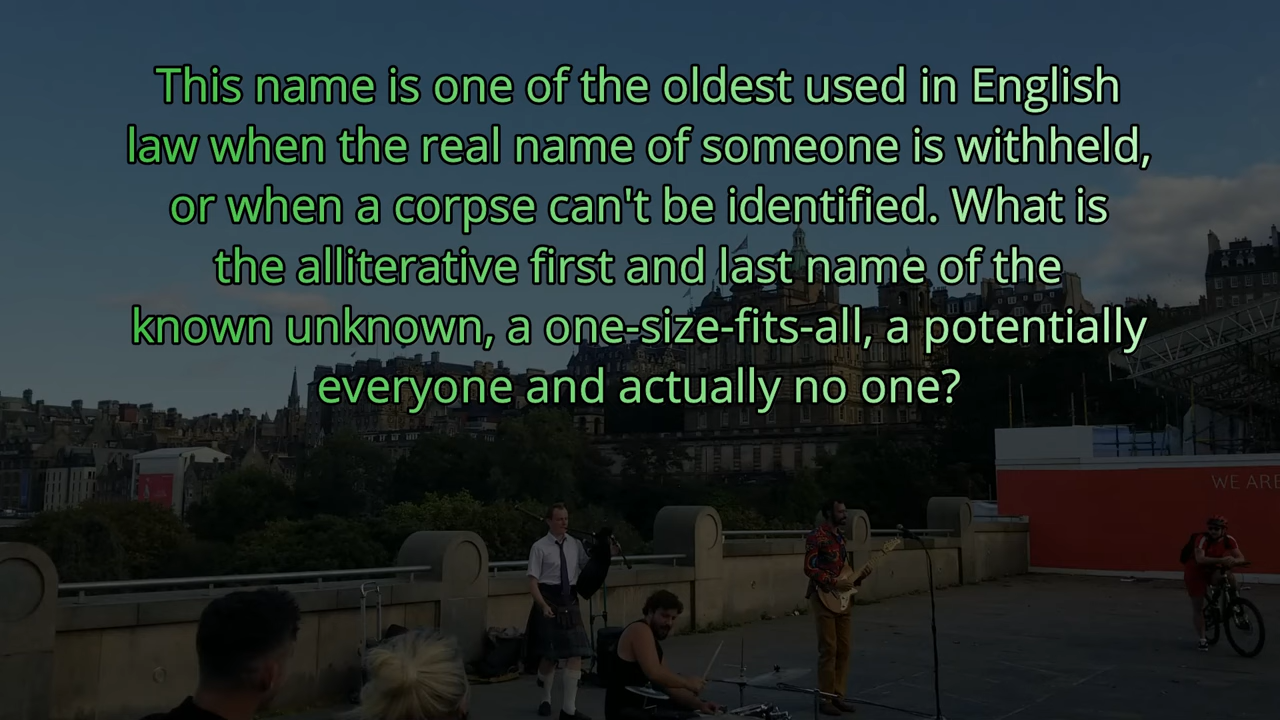 This name is one of the oldest used in English
law when the real name of someone is withheld,
or when a corpse can't be identified. What is
the alliterative first and last name of the
known unknown, a one-size-fits-all, a potentially
everyone and actually no one?
WE ARE